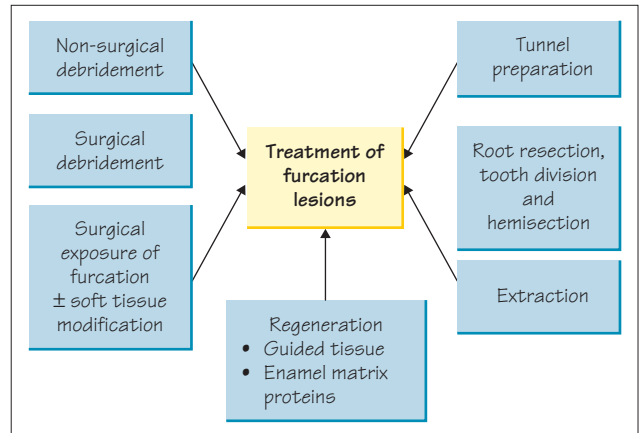 Non-surgical
debridement
Surgical
debridement
Surgical
exposure of
furcation
± soft tissue
modification
Treatment of
furcation
lesions
Regeneration
• Guided tissue
• Enamel matrix
proteins
Tunnel
preparation
Root resection,
tooth division
and
hemisection
Extraction